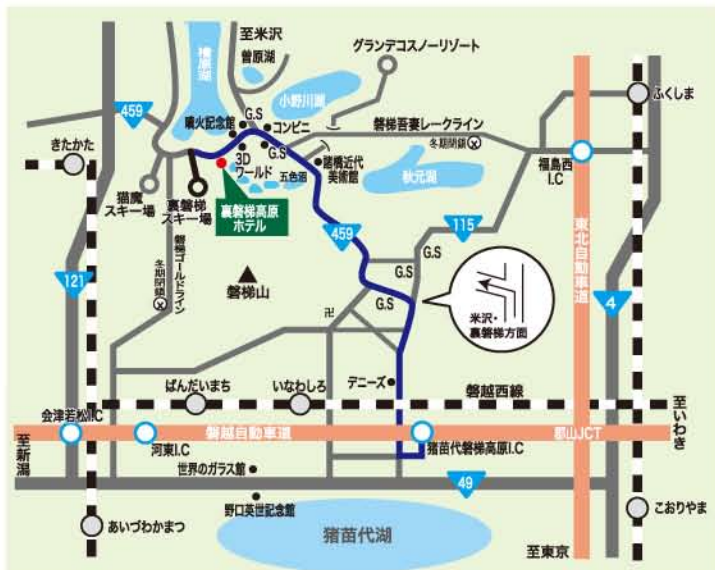 至米沢
曽原湖
グランデコスノーリゾート
桧原湖
小野川湖
ふくしま
459
G.S
コンビニ
噴火記念館
磐梯吾妻レークライン
冬期閉鎖
きたかた
3D
ワールド
G.S
五色沼
諸橋近代
美術館
秋元湖
福島西
I.C
猫魔
スキー場
裏磐梯
スキー場
裏磐梯高原
ホテル
459
115
東北自動車道
121
磐梯ゴールドライン
冬期閉鎖
磐梯山
G.S
G.S
卍
米沢・
裏磐梯方面
4
デニーズ
ばんだいまち
いなわしろ
磐越西線
至いわき
会津若松I.C
河東I.C
磐越自動車道
猪苗代磐梯高原I.C
郡山JCT
至新潟
世界のガラス館
49
野口英世記念館
あいづわかまつ
猪苗代湖
こおりやま
至東京